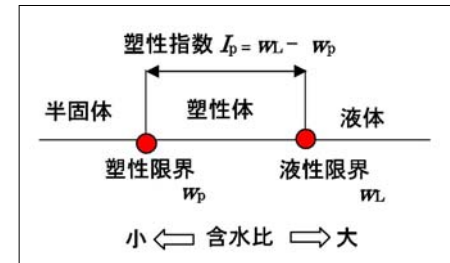 塑性指数 Ip = wL − wp
半固体 塑性体 液体
塑性限界 液性限界
wp wL
小 含水比 大